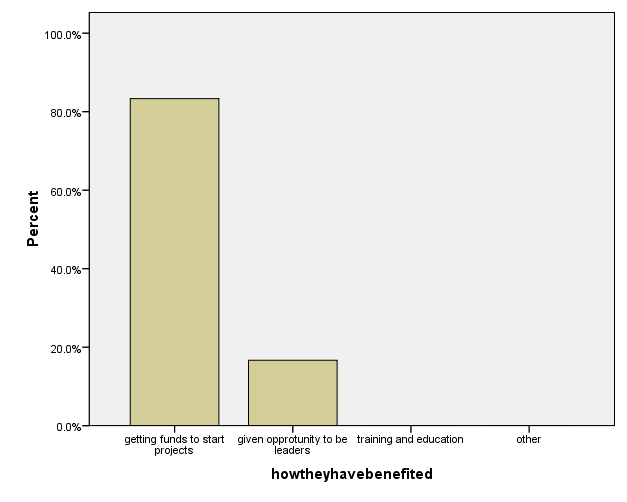 100.0%
80.0%
60.0%
40.0%
20.0%
0.0%
Percent
getting funds to start
projects
given opprotunity to be
leaders
training and education
other
howtheyhavebenefited